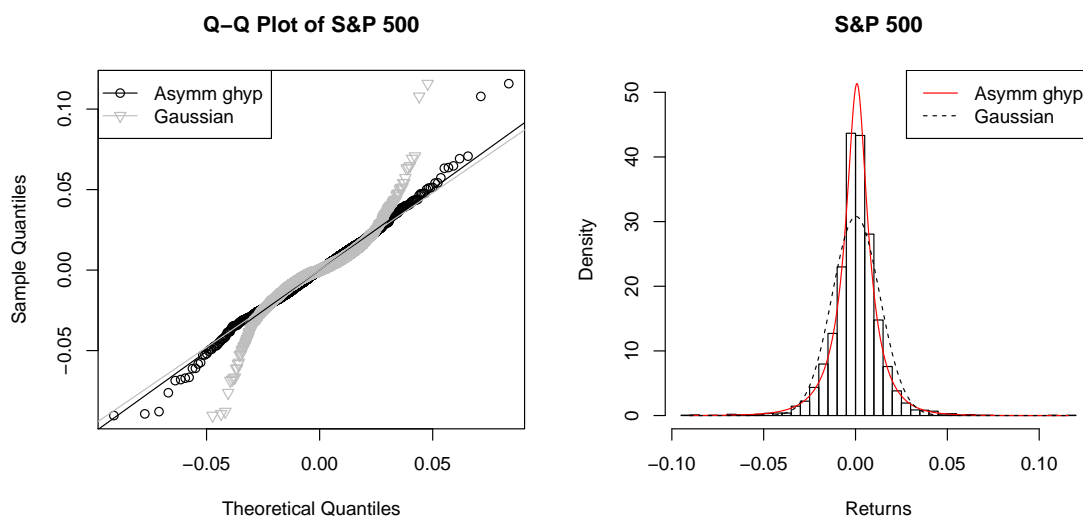 Q−Q Plot of S&P 500
Asymm ghyp
Gaussian
Sample Quantiles
0.10
0.05
0.00
−0.05
−0.05
0.00
0.05
Theoretical Quantiles
S&P 500
Asymm ghyp
Gaussian
Density
50
40
30
20
10
0
−0.10
−0.05
0.00
0.05
0.10
Returns